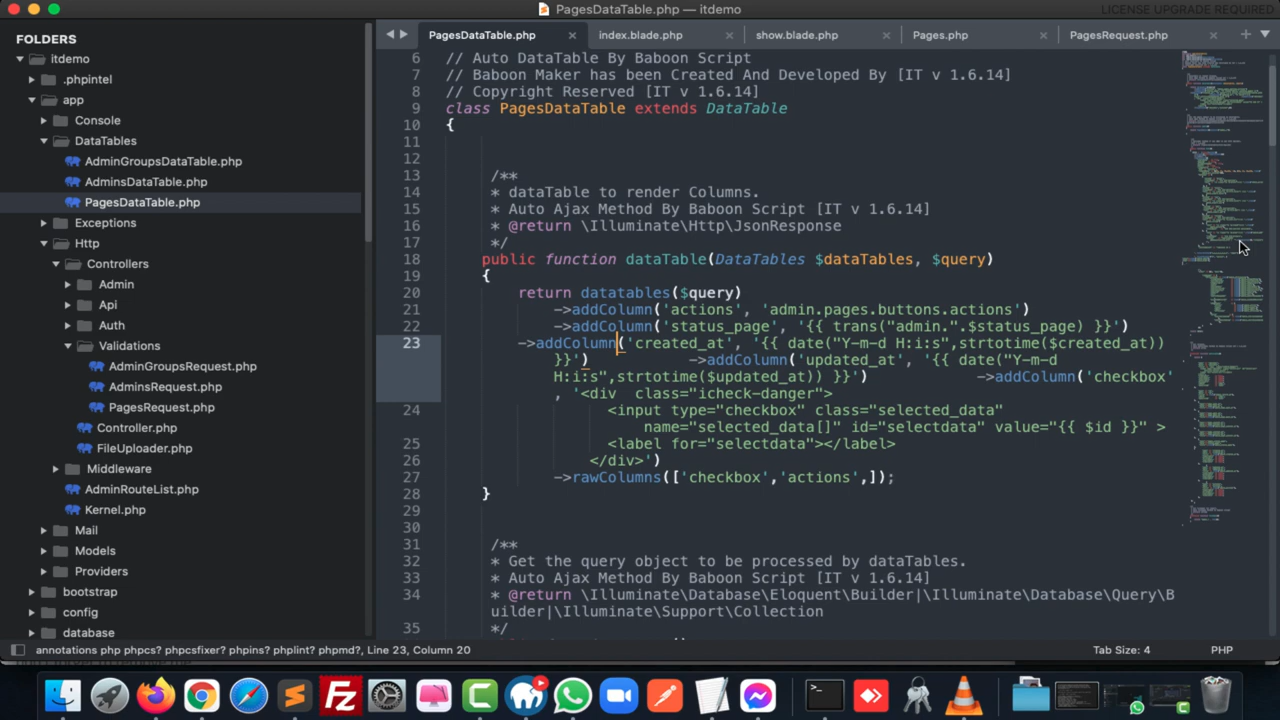 PagesDataTable.php — itdemo
LICENSE UPGRADE REQUIRED
FOLDERS
itdemo
.phpintel
app
Console
DataTables
AdminGroupsDataTable.php
AdminsDataTable.php
PagesDataTable.php
Exceptions
Http
Controllers
Admin
Api
Auth
Validations
AdminGroupsRequest.php
AdminsRequest.php
PagesRequest.php
Controller.php
FileUploader.php
Middleware
AdminRouteList.php
Kernel.php
Mail
Models
Providers
bootstrap
config
database
PagesDataTable.php
index.blade.php
show.blade.php
Pages.php
PagesRequest.php
6 // Auto DataTable By Baboon Script
7 // Baboon Maker has been Created And Developed By [IT v 1.6.14]
8 // Copyright Reserved [IT v 1.6.14]
9 class PagesDataTable extends DataTable
10 {
11
12
13 /**
14 * dataTable to render Columns.
15 * Auto Ajax Method By Baboon Script [IT v 1.6.14]
16 * @return \Illuminate\Http\JsonResponse
17 */
18 public function dataTable(DataTables $dataTables, $query)
19 {
20 return datatables($query)
21 ->addColumn('actions', 'admin.pages.buttons.actions')
22 ->addColumn('status_page', '{{ trans("admin.".$status_page) }}')
23 ->addColumn('created_at', '{{ date("Y-m-d H:i:s",strtotime($created_at))
}}') ->addColumn('updated_at', '{{ date("Y-m-d
H:i:s",strtotime($updated_at)) }}') ->addColumn('checkbox'
, '<div class="icheck-danger">
24 <input type="checkbox" class="selected_data"
name="selected_data[]" id="selectdata" value="{{ $id }}" >
25 <label for="selectdata"></label>
26 </div>')
27 ->rawColumns(['checkbox','actions',]);
28 }
29
30
31 /**
32 * Get the query object to be processed by dataTables.
33 * Auto Ajax Method By Baboon Script [IT v 1.6.14]
34 * @return \Illuminate\Database\Eloquent\Builder|\Illuminate\Database\Query\B
uilder|\Illuminate\Support\Collection
35 */
annotations php phpcs? phpcsfixer? phpins? phplint? phpmd?, Line 23, Column 20
Tab Size: 4
PHP